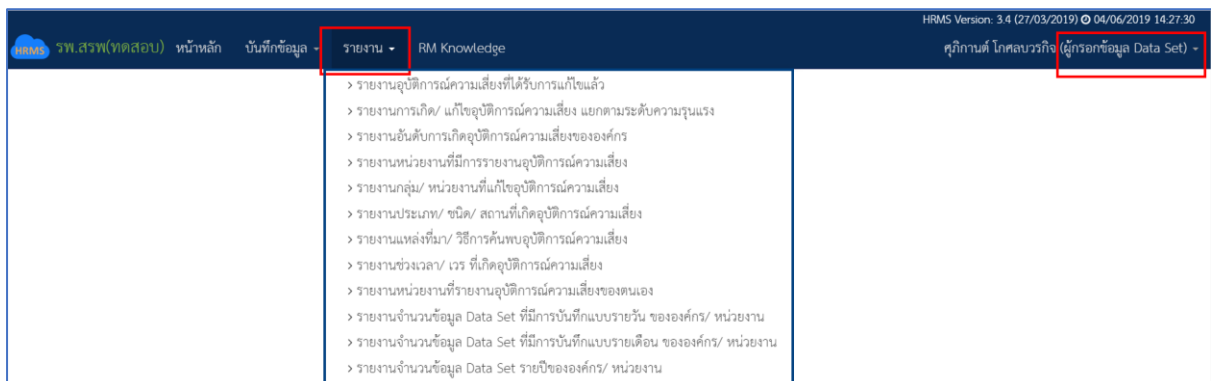 HRMS Version: 3.4 (27/03/2019) 04/06/2019 14:27:30
HRMS รพ.สรพ(ทดสอบ) หน้าหลัก บันทึกข้อมูล รายงาน RM Knowledge ศุภิกานต์ โกศลบวรกิจ (ผู้กรอกข้อมูล Data Set)
> รายงานอุบัติการณ์ความเสี่ยงที่ได้รับการแก้ไขแล้ว
> รายงานการเกิด/ แก้ไขอุบัติการณ์ความเสี่ยง แยกตามระดับความรุนแรง
> รายงานอันดับการเกิดอุบัติการณ์ความเสี่ยงขององค์กร
> รายงานหน่วยงานที่มีการรายงานอุบัติการณ์ความเสี่ยง
> รายงานกลุ่ม/ หน่วยงานที่แก้ไขอุบัติการณ์ความเสี่ยง
> รายงานประเภท/ ชนิด/ สถานที่เกิดอุบัติการณ์ความเสี่ยง
> รายงานแหล่งที่มา/ วิธีการค้นพบอุบัติการณ์ความเสี่ยง
> รายงานช่วงเวลา/ เวร ที่เกิดอุบัติการณ์ความเสี่ยง
> รายงานหน่วยงานที่รายงานอุบัติการณ์ความเสี่ยงของตนเอง
> รายงานจำนวนข้อมูล Data Set ที่มีการบันทึกแบบรายวัน ขององค์กร/ หน่วยงาน
> รายงานจำนวนข้อมูล Data Set ที่มีการบันทึกแบบรายเดือน ขององค์กร/ หน่วยงาน
> รายงานจำนวนข้อมูล Data Set รายปีขององค์กร/ หน่วยงาน